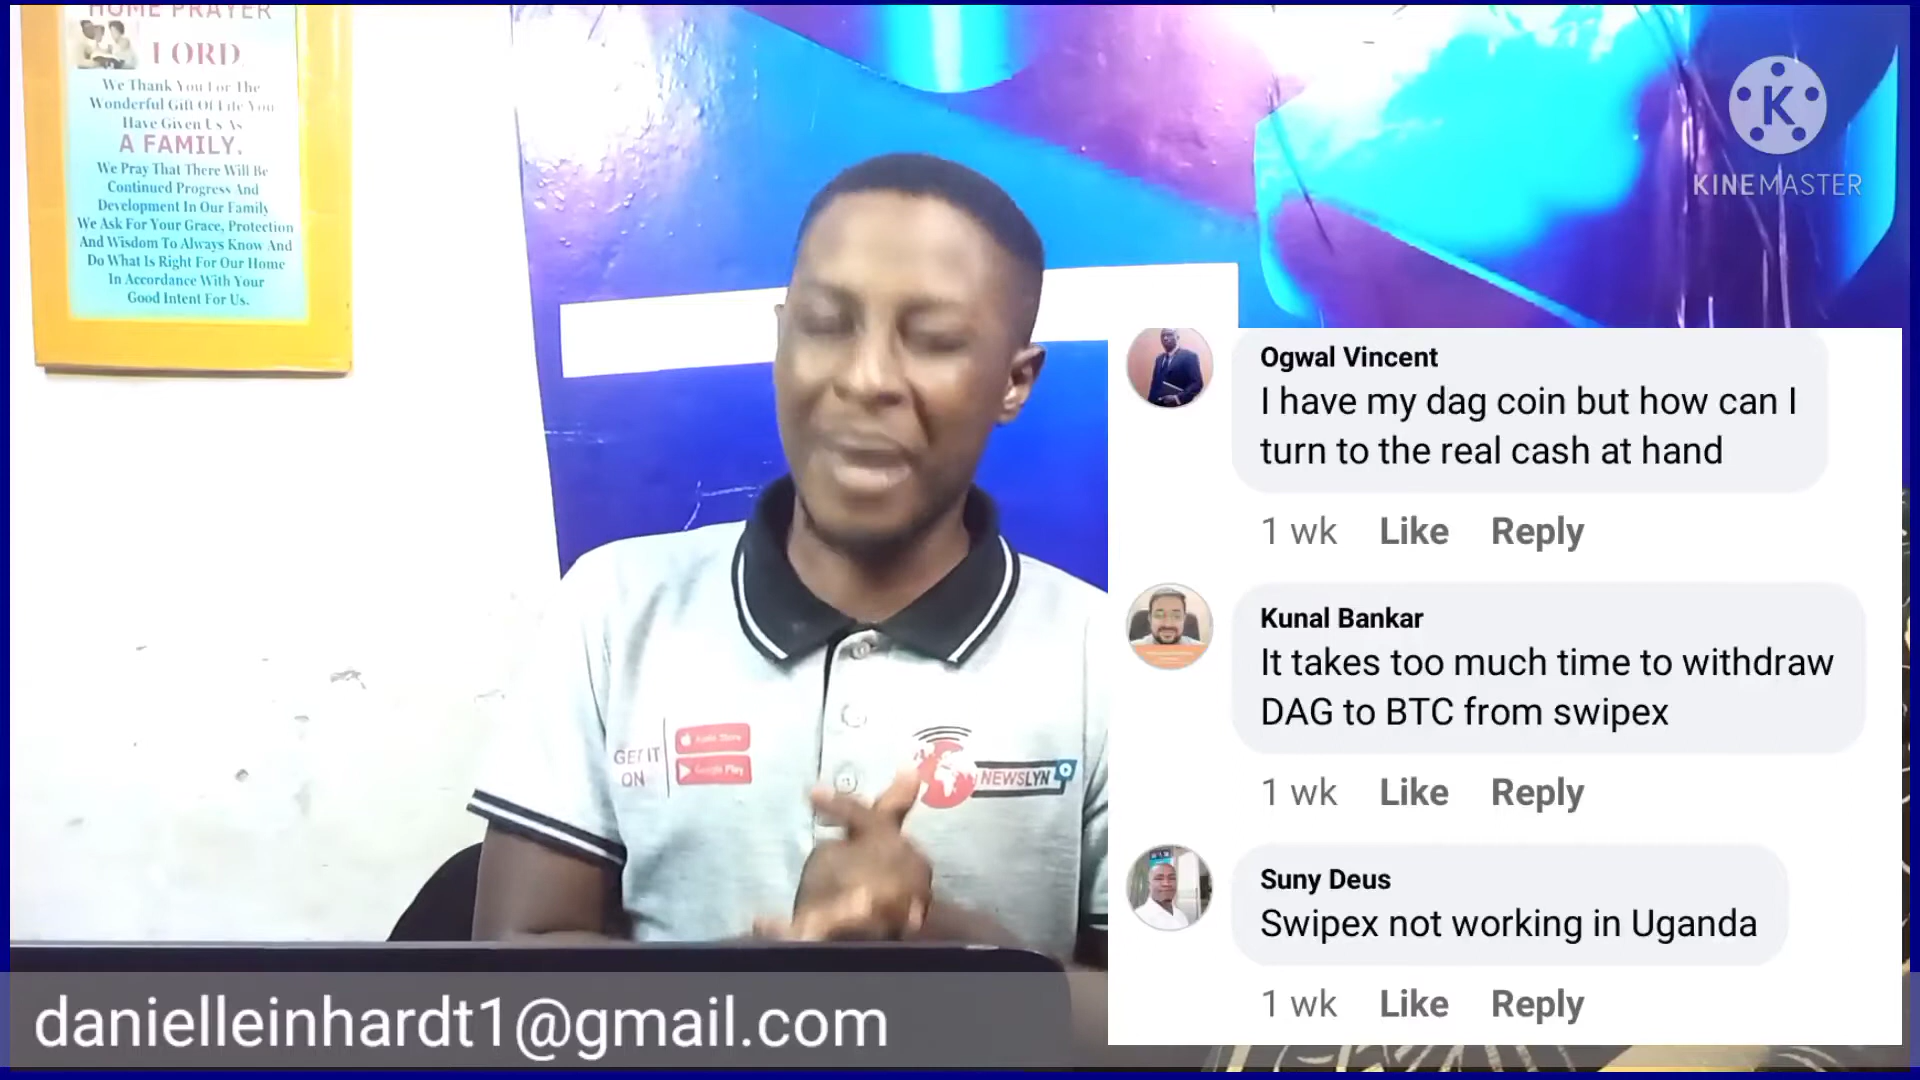 HOME PRAYER
LORD
We Thank You For The
Wonderful Gift Of Life You
Have Given Us As
A FAMILY.
We Pray That There Will Be
Continued Progress And
Development In Our Family
We Ask For Your Grace, Protection
And Wisdom To Always Know And
Do What Is Right For Our Home
In Accordance With Your
Good Intent For Us.
K
KINEMASTER
Ogwal Vincent
I have my dag coin but how can I
turn to the real cash at hand
1 wk Like Reply
Kunal Bankar
It takes too much time to withdraw
DAG to BTC from swipex
1 wk Like Reply
Suny Deus
Swipex not working in Uganda
1 wk Like Reply
GET IT
ON
Google Play
NEWSLYN
danielleinhardt1@gmail.com